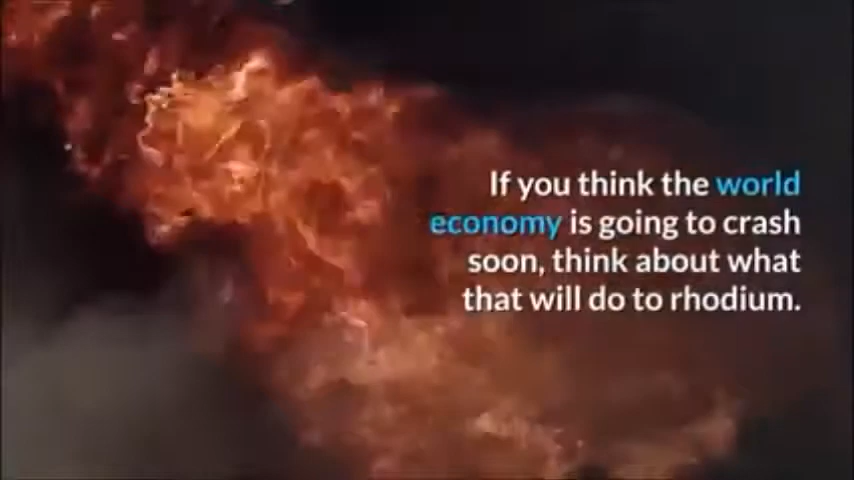 If you think the world
economy is going to crash
soon, think about what
that will do to rhodium.